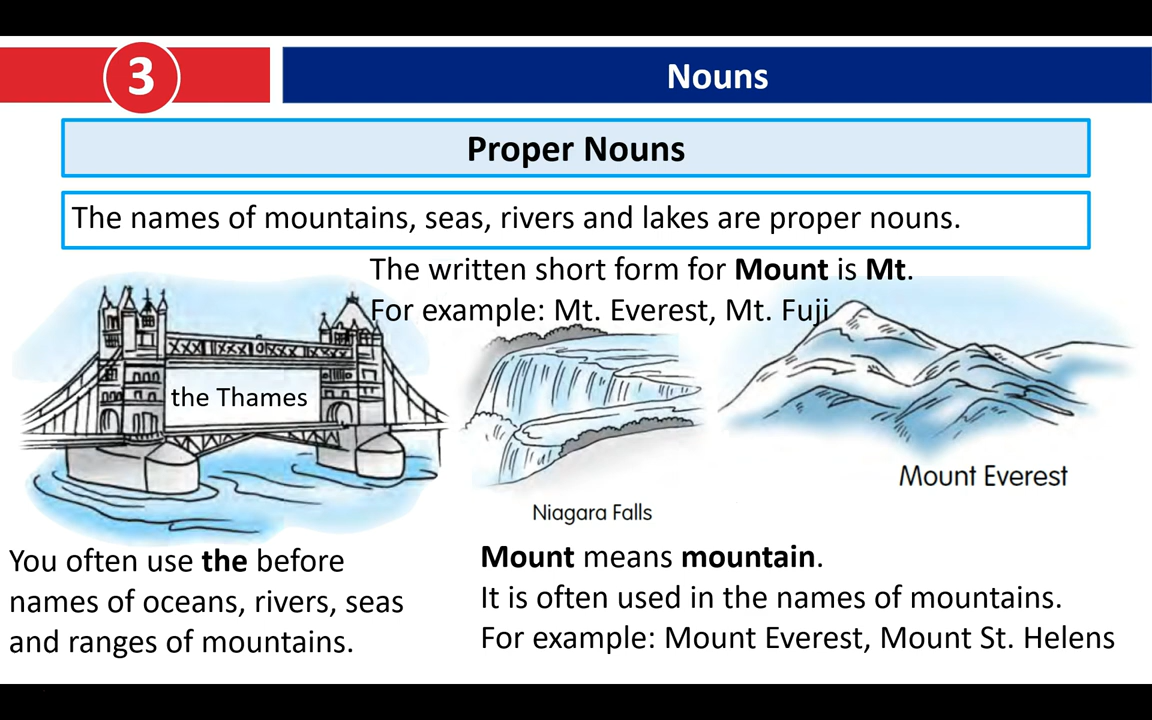 3
Nouns
Proper Nouns
The names of mountains, seas, rivers and lakes are proper nouns.
The written short form for Mount is Mt.
For example: Mt. Everest, Mt. Fuji
the Thames
Niagara Falls
Mount Everest
You often use the before
names of oceans, rivers, seas
and ranges of mountains.
Mount means mountain.
It is often used in the names of mountains.
For example: Mount Everest, Mount St. Helens